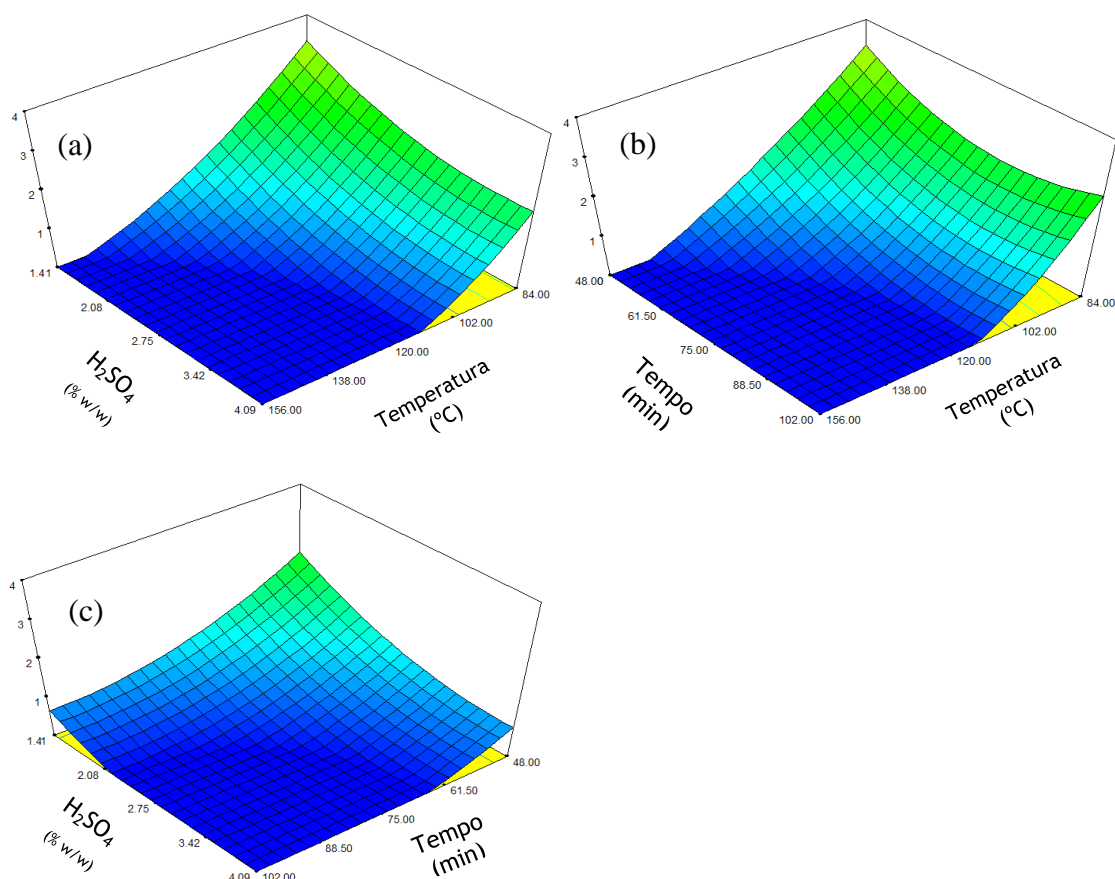 (a)
4
3
2
1
1.41
2.08
2.75
3.42
4.09
156.00
138.00
120.00
102.00
84.00
H₂SO₄
(% w/w)
Temperatura
(ºC)
(b)
4
3
2
1
48.00
61.50
75.00
88.50
102.00
156.00
138.00
120.00
102.00
84.00
Tempo
(min)
Temperatura
(ºC)
(c)
4
3
2
1
1.41
2.08
2.75
3.42
4.09
102.00
88.50
75.00
61.50
48.00
H₂SO₄
(% w/w)
Tempo
(min)